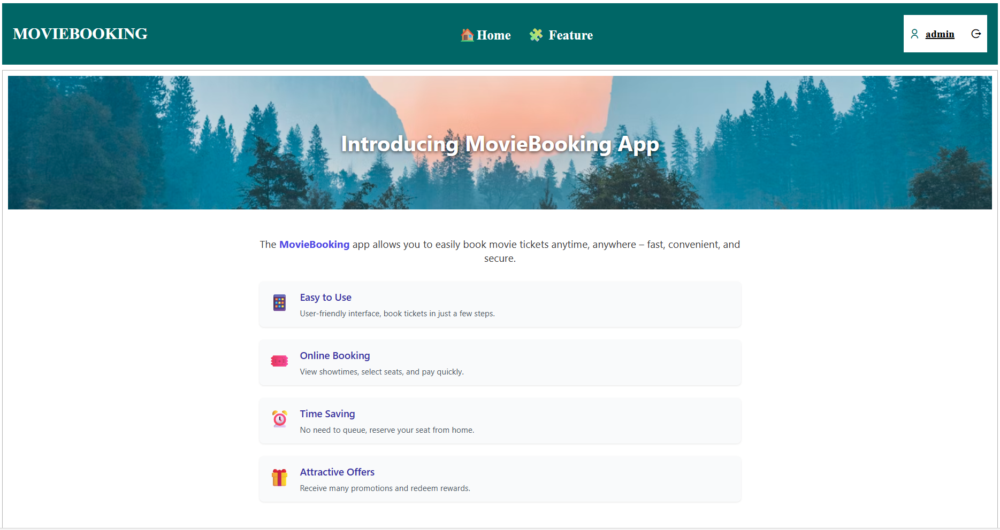 MOVIEBOOKING
Home
Feature
admin
Introducing MovieBooking App
The MovieBooking app allows you to easily book movie tickets anytime, anywhere – fast, convenient, and
secure.
Easy to Use
User-friendly interface, book tickets in just a few steps.
Online Booking
View showtimes, select seats, and pay quickly.
Time Saving
No need to queue, reserve your seat from home.
Attractive Offers
Receive many promotions and redeem rewards.